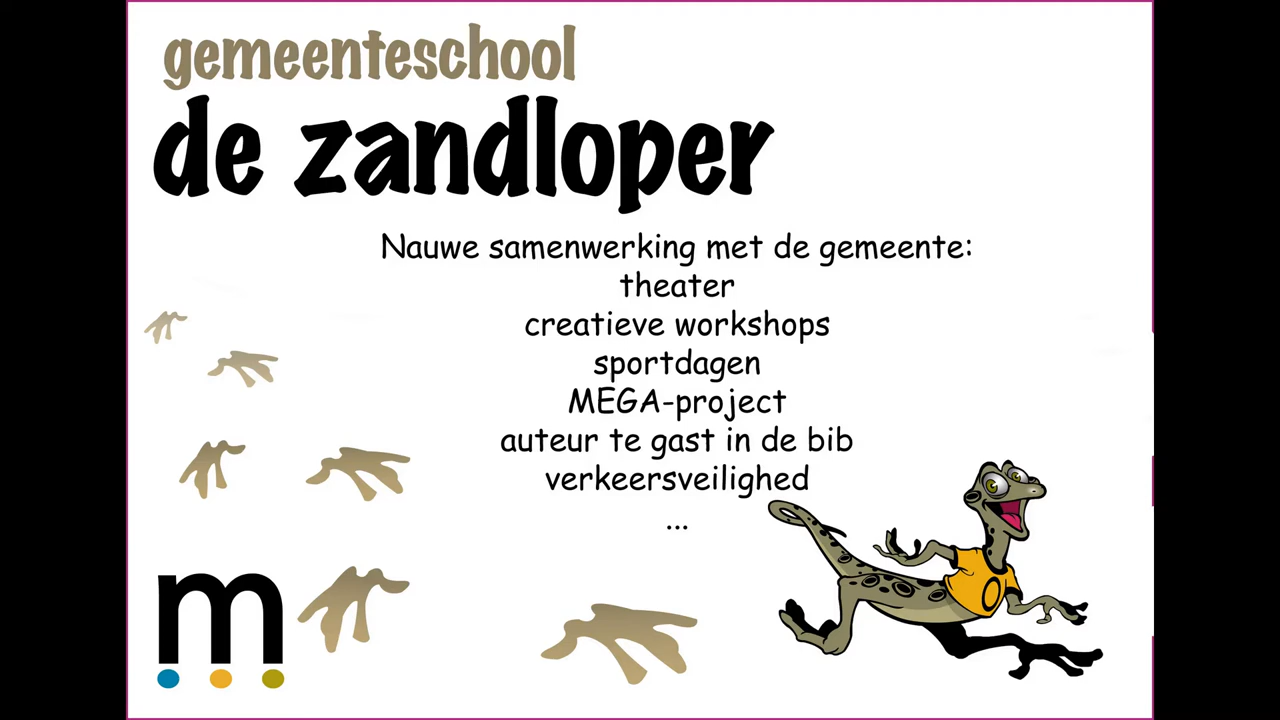 gemeenteschool
de zandloper
Nauwe samenwerking met de gemeente:
theater
creatieve workshops
sportdagen
MEGA-project
auteur te gast in de bib
verkeersveilighed
...
m